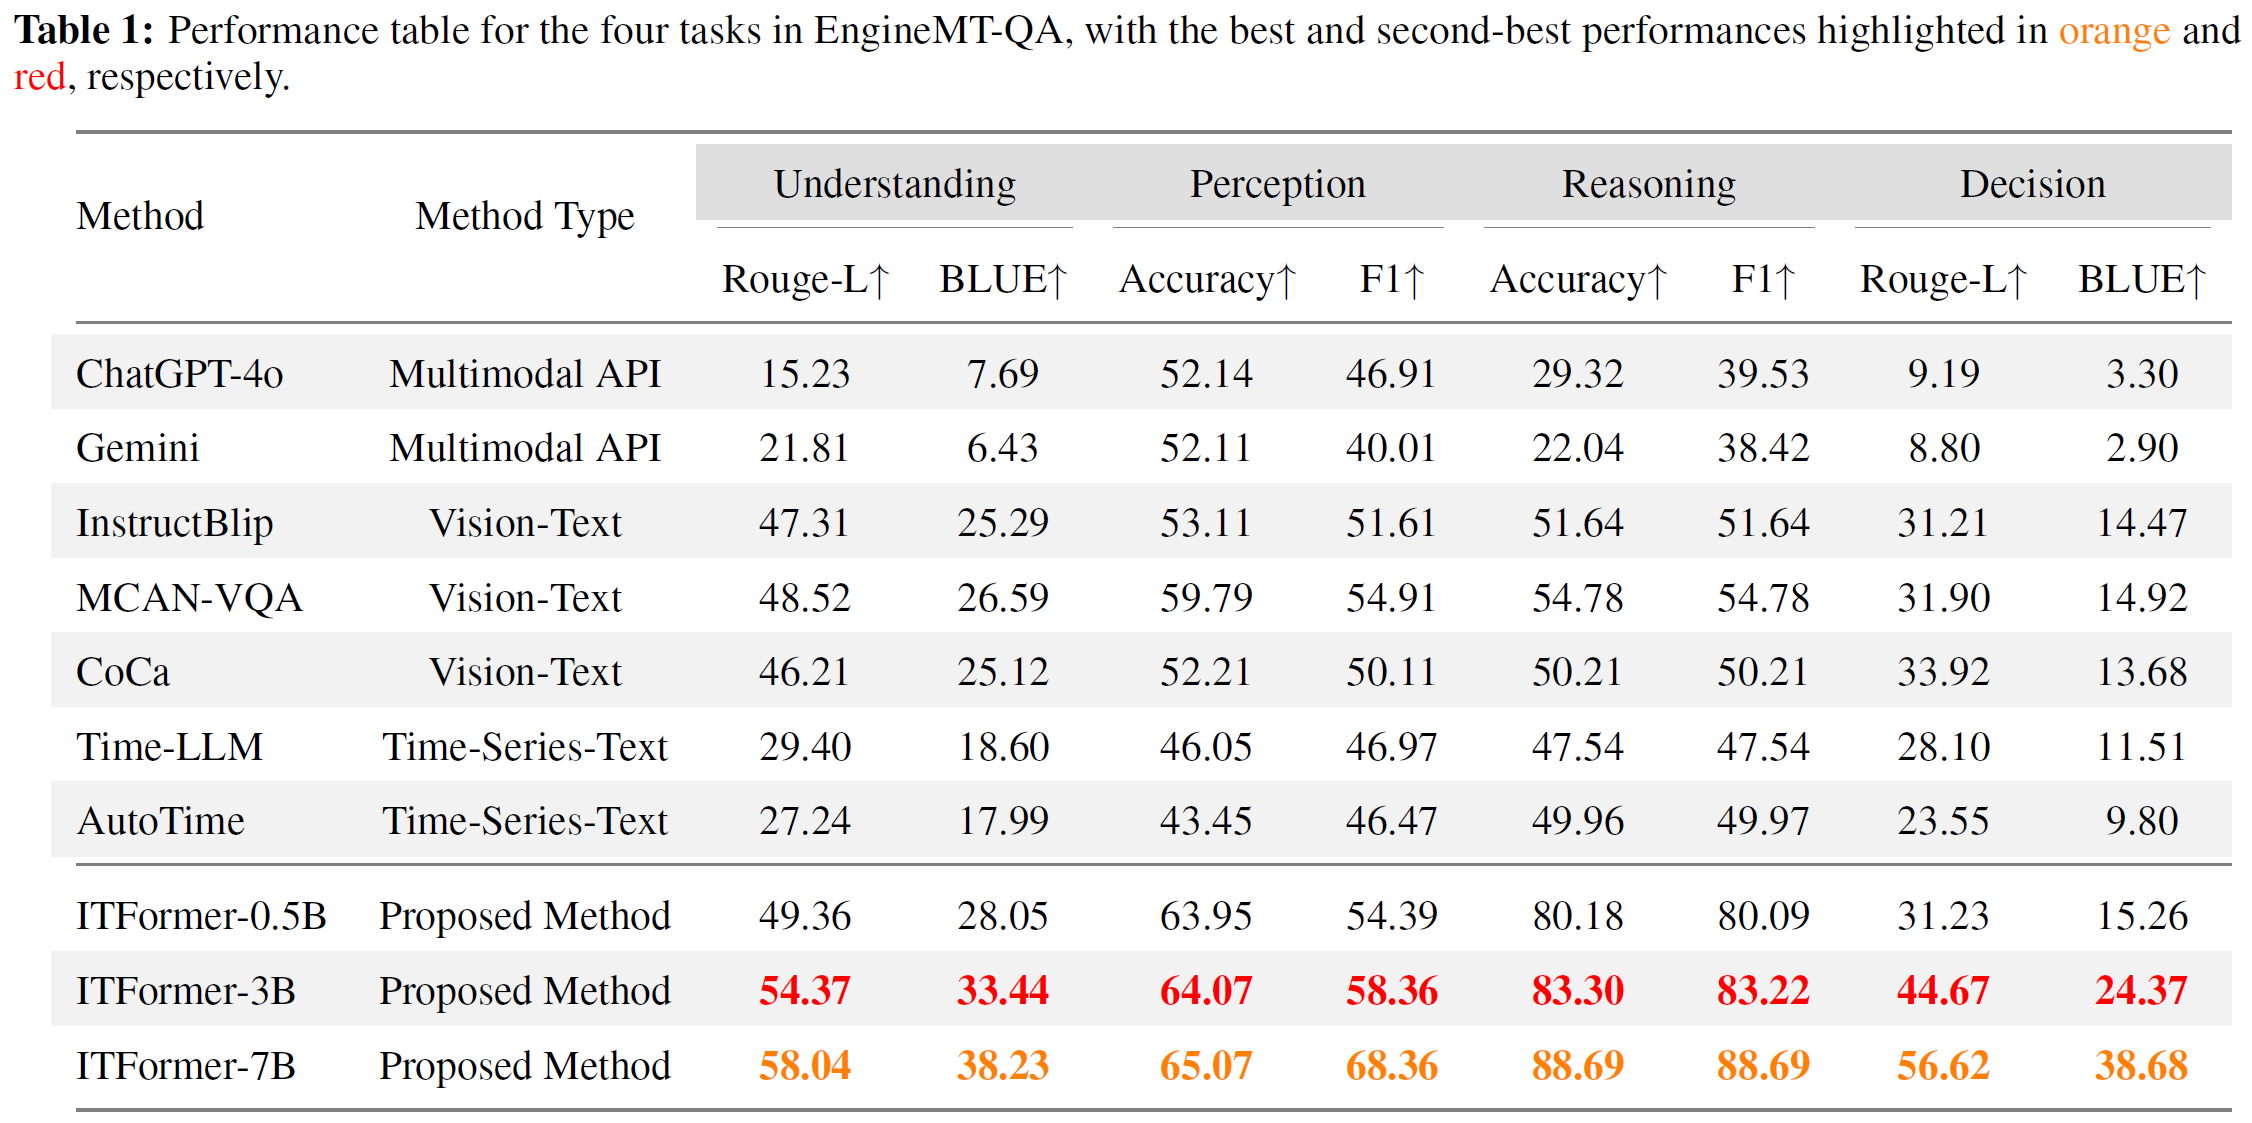 Table 1: Performance table for the four tasks in EngineMT-QA, with the best and second-best performances highlighted in orange and
red, respectively.
Method Method Type Understanding Perception Reasoning Decision
Rouge-L↑ BLUE↑ Accuracy↑ F1↑ Accuracy↑ F1↑ Rouge-L↑ BLUE↑
ChatGPT-4o Multimodal API 15.23 7.69 52.14 46.91 29.32 39.53 9.19 3.30
Gemini Multimodal API 21.81 6.43 52.11 40.01 22.04 38.42 8.80 2.90
InstructBlip Vision-Text 47.31 25.29 53.11 51.61 51.64 51.64 31.21 14.47
MCAN-VQA Vision-Text 48.52 26.59 59.79 54.91 54.78 54.78 31.90 14.92
CoCa Vision-Text 46.21 25.12 52.21 50.11 50.21 50.21 33.92 13.68
Time-LLM Time-Series-Text 29.40 18.60 46.05 46.97 47.54 47.54 28.10 11.51
AutoTime Time-Series-Text 27.24 17.99 43.45 46.47 49.96 49.97 23.55 9.80
ITFormer-0.5B Proposed Method 49.36 28.05 63.95 54.39 80.18 80.09 31.23 15.26
ITFormer-3B Proposed Method 54.37 33.44 64.07 58.36 83.30 83.22 44.67 24.37
ITFormer-7B Proposed Method 58.04 38.23 65.07 68.36 88.69 88.69 56.62 38.68